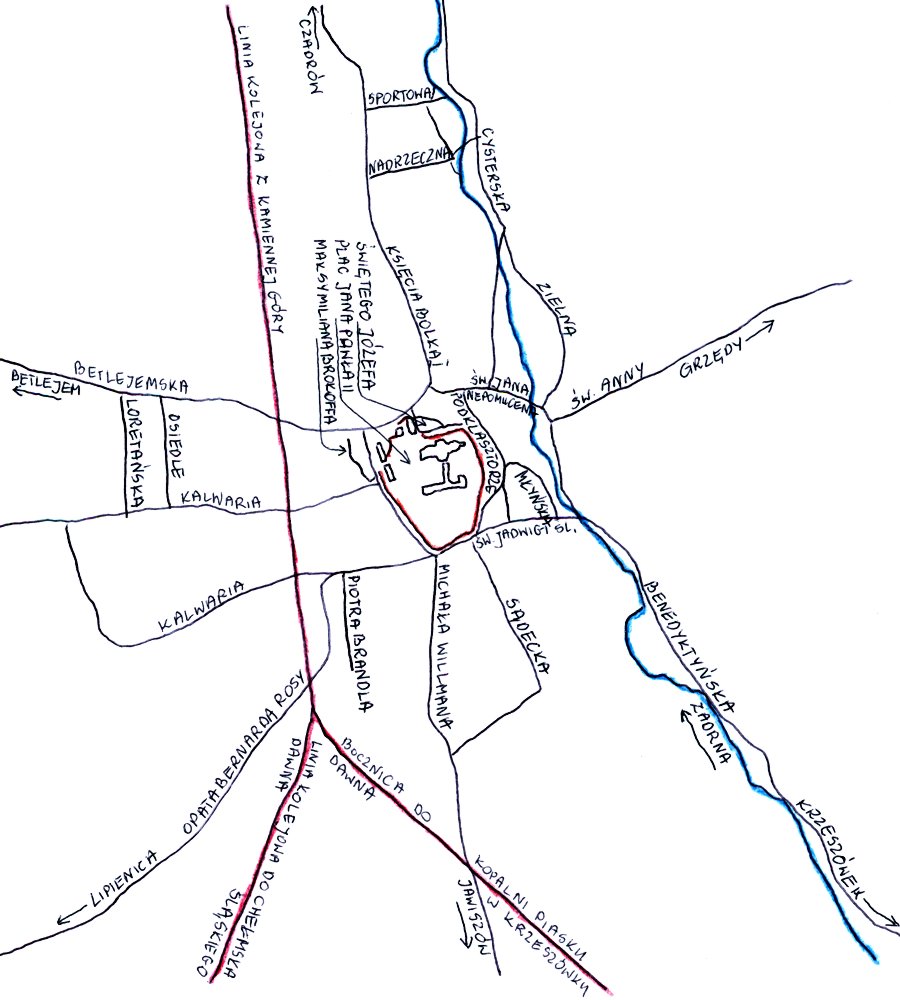 CZADRÓW
LINIA KOLEJOWA Z KAMIENNEJ GÓRY
SPORTOWA
NADRZECZNA
CYSTERSKA
KSIĘCIA BOLKA I
ZIELNA
ŚWIĘTEGO JÓZEFA
PLAC JANA PAWŁA II
MAKSYMILIANA BROKOFFA
ŚW. ANNY
GRZĘDY
BETLEJEM
BETLEJEMSKA
ŚW. JANA
NEPOMUCENA
PODKLASZTORZE
LORETAŃSKA
OSIEDLE
KALWARIA
MŁYŃSKA
ŚW. JADWIGI ŚL.
KALWARIA
PIOTRA BRANDLA
MICHAŁA WILLMANA
SĄDECKA
BENEDYKTYŃSKA
ZADRNA
OPATA BERNARDA ROSY
LIPIENICA
DAWNA
LINIA KOLEJOWA DO CHEŁMSKA
ŚLĄSKIEGO
DAWNA
BOCZNICA DO KOPALNI PIASKU
W KRZESZÓWKU
JAWISZÓW
KRZESZÓWEK